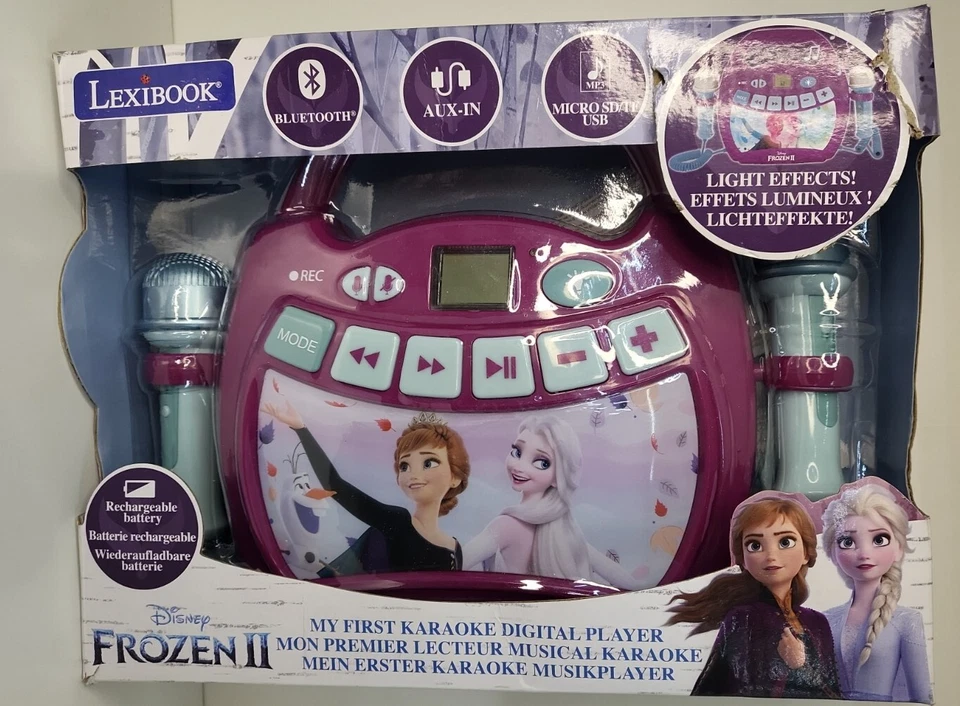 LEXIBOOK®
BLUETOOTH®
AUX-IN
MP3
MICRO SD/TF
USB
Disney
FROZEN II
LIGHT EFFECTS!
EFFETS LUMINEUX !
LICHTEFFEKTE!
REC
MODE
Rechargeable
battery
Batterie rechargeable
Wiederaufladbare
batterie
Disney
FROZEN II
MY FIRST KARAOKE DIGITAL PLAYER
MON PREMIER LECTEUR MUSICAL KARAOKE
MEIN ERSTER KARAOKE MUSIKPLAYER